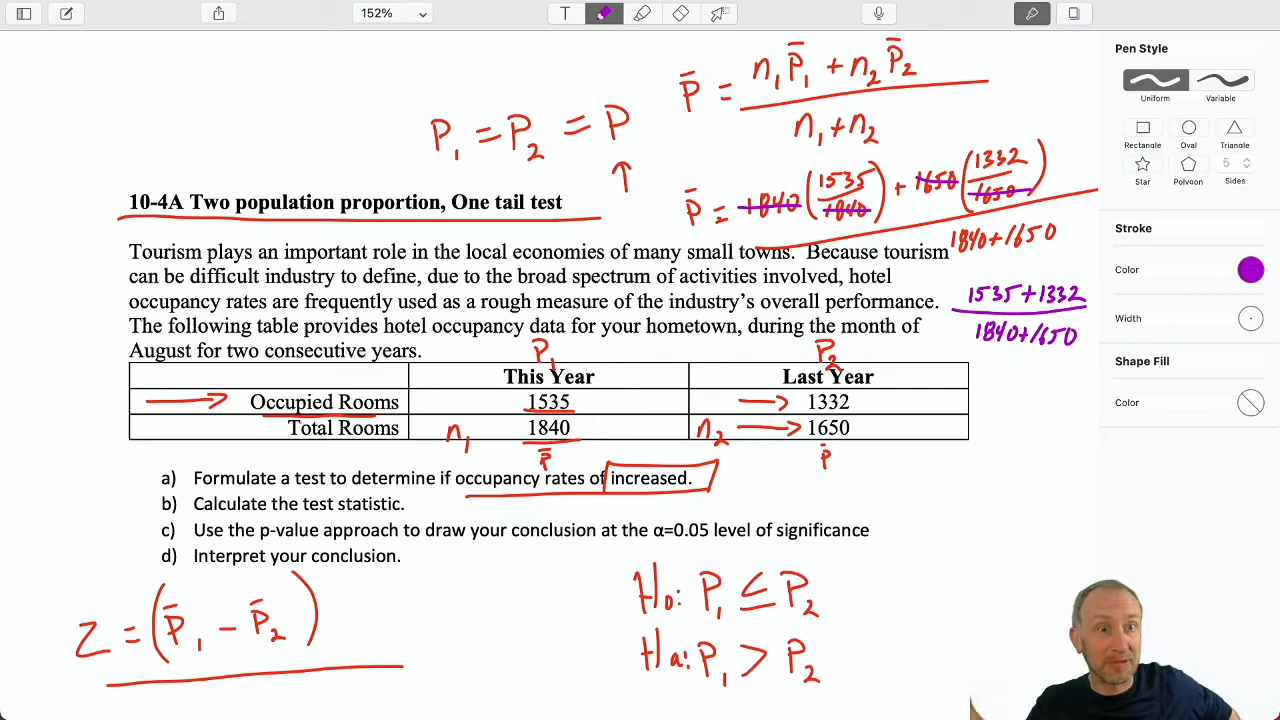 152%
T
Pen Style
Uniform Variable
Rectangle Oval Triangle
5
Star Polygon Sides
Stroke
Color
Width
Shape Fill
Color
P̄ = n₁P̄₁ + n₂P̄₂
n₁+n₂
P₁ = P₂ = P
P̄ = 1840 (1535/1840) + 1650 (1332/1650)
1840+1650
1535+1332
1840+1650
10-4A Two population proportion, One tail test
Tourism plays an important role in the local economies of many small towns. Because tourism
can be difficult industry to define, due to the broad spectrum of activities involved, hotel
occupancy rates are frequently used as a rough measure of the industry's overall performance.
The following table provides hotel occupancy data for your hometown, during the month of
August for two consecutive years.
P₁ P₂
This Year Last Year
Occupied Rooms 1535 1332
Total Rooms n₁ 1840 n₂ 1650
p̄ p̄
a) Formulate a test to determine if occupancy rates of increased.
b) Calculate the test statistic.
c) Use the p-value approach to draw your conclusion at the α=0.05 level of significance
d) Interpret your conclusion.
Z = (P̄₁ - P̄₂)
Ho: P₁ ≤ P₂
Ha: P₁ > P₂